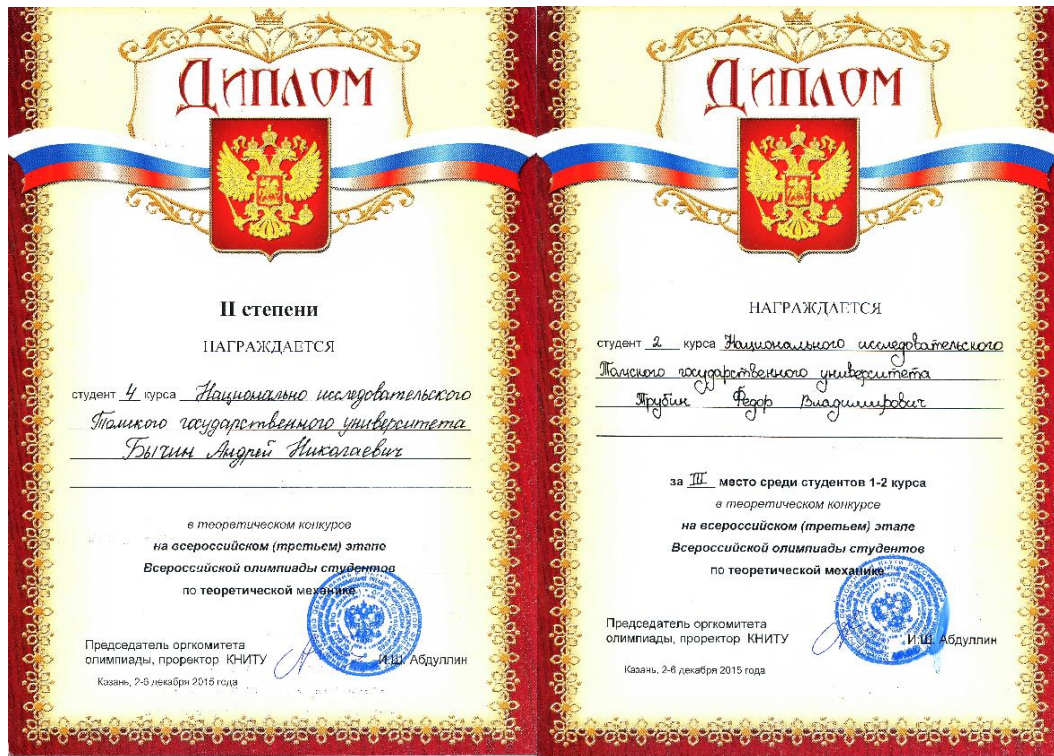 ДИПЛОМ
II степени
НАГРАЖДАЕТСЯ
студент 4 курса Национально исследовательского
Томского государственного университета
Бычин Андрей Николаевич
в теоретическом конкурсе
на всероссийском (третьем) этапе
Всероссийской олимпиады студентов
по теоретической механике
Председатель оргкомитета
олимпиады, проректор КНИТУ И.Ш. Абдуллин
Казань, 2-6 декабря 2015 года
ДИПЛОМ
НАГРАЖДАЕТСЯ
студент 2 курса Национального исследовательского
Томского государственного университета
Трубин Федор Владимирович
за III место среди студентов 1-2 курса
в теоретическом конкурсе
на всероссийском (третьем) этапе
Всероссийской олимпиады студентов
по теоретической механике
Председатель оргкомитета
олимпиады, проректор КНИТУ И.Ш. Абдуллин
Казань, 2-6 декабря 2015 года